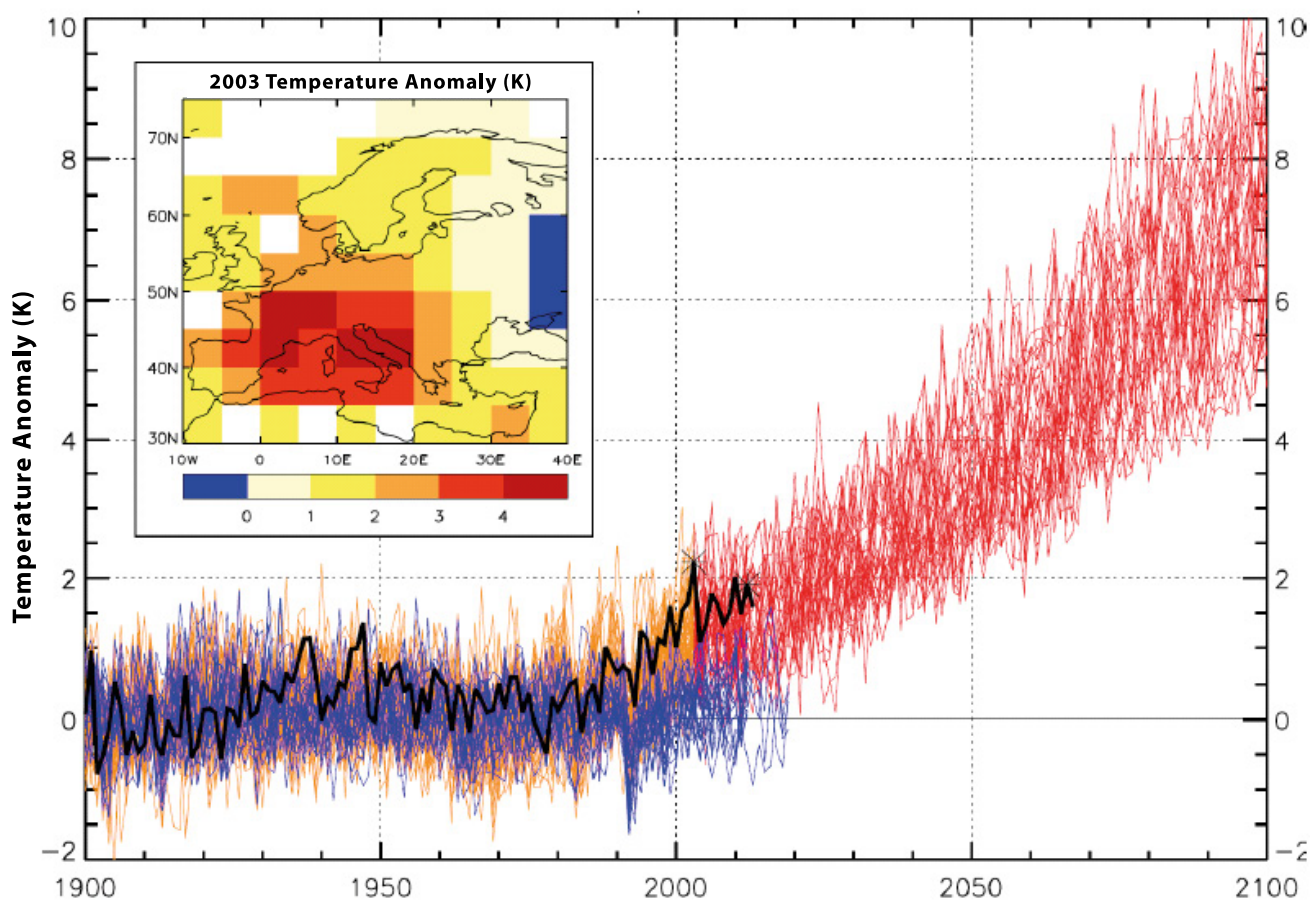 10
8
6
4
2
0
−2
Temperature Anomaly (K)
2003 Temperature Anomaly (K)
70N
60N
50N
40N
30N
10W 0 10E 20E 30E 40E
0 1 2 3 4
10
8
6
4
2
0
−2
1900 1950 2000 2050 2100